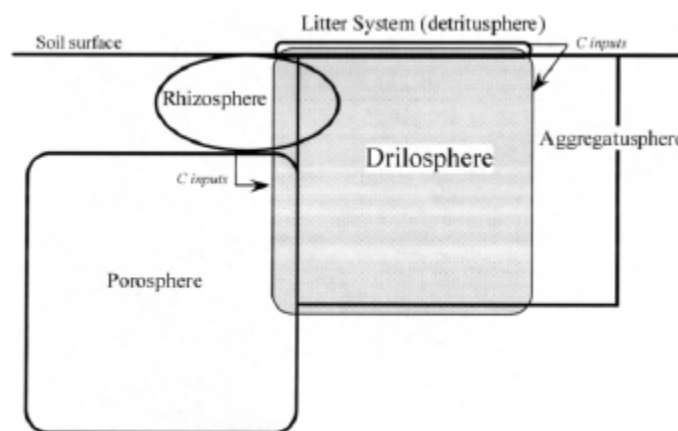 Litter System (detritusphere)
Soil surface
C inputs
Rhizosphere
Aggregatusphere
Drilosphere
C inputs
Porosphere